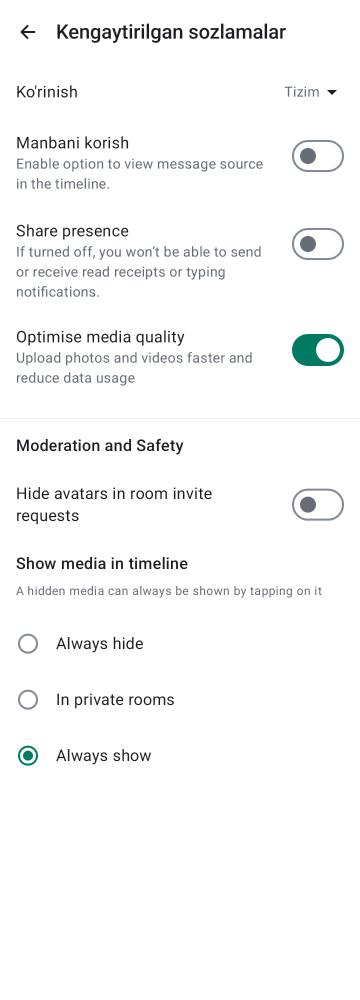 Kengaytirilgan sozlamalar
Ko'rinish
Tizim
Manbani korish
Enable option to view message source
in the timeline.
Share presence
If turned off, you won't be able to send
or receive read receipts or typing
notifications.
Optimise media quality
Upload photos and videos faster and
reduce data usage
Moderation and Safety
Hide avatars in room invite
requests
Show media in timeline
A hidden media can always be shown by tapping on it
Always hide
In private rooms
Always show